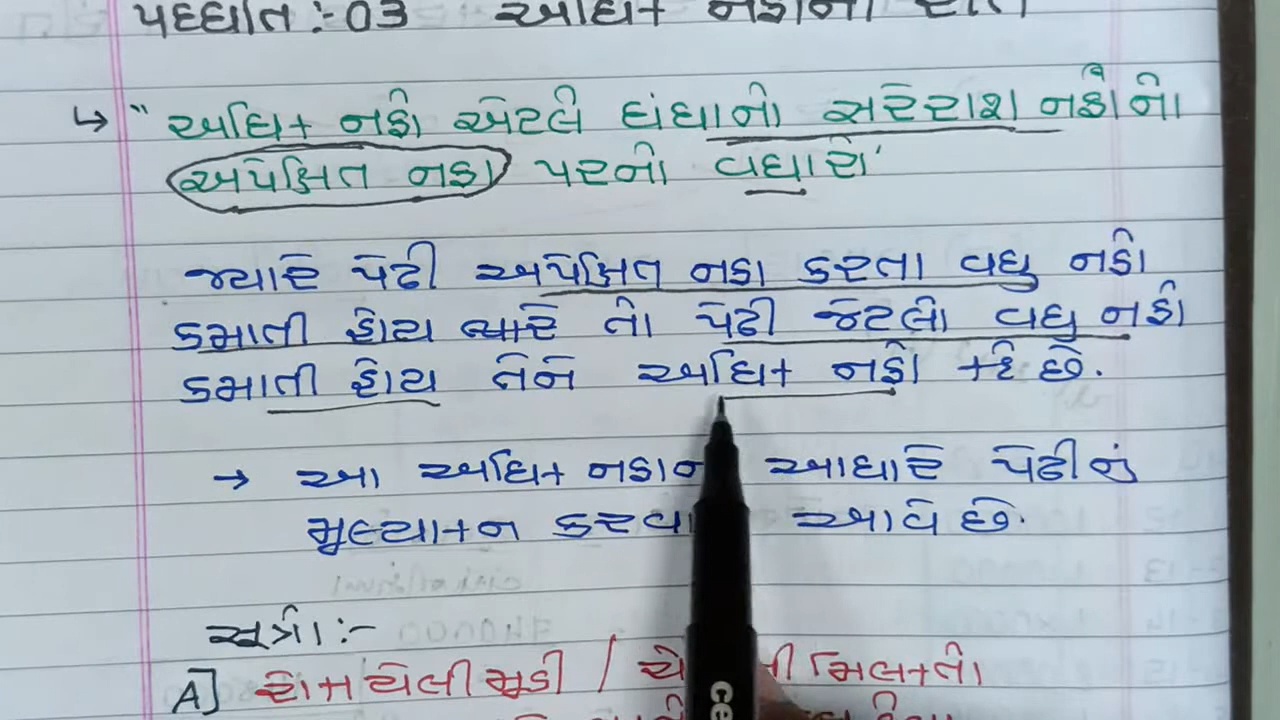 પદ્ધતિ :- 03 અધિક નફાની રીત
↳ " અધિક નફો એટલે ધંધાનો સરેરાશ નફાનો
અપેક્ષિત નફા પરનો વધારો'
જ્યારે પેઢી અપેક્ષિત નફા કરતા વધુ નફો
કમાતી હોય ત્યારે તો પેઢી જેટલો વધુ નફો
કમાતી હોય તેને અધિક નફો કહે છે.
→ આ અધિક નફાન આધારે પેઢીનું
મુલ્યાકન કરવા આવે છે.
સૂત્રો :-
A] રોકાયેલી મૂડી / મિલકતો